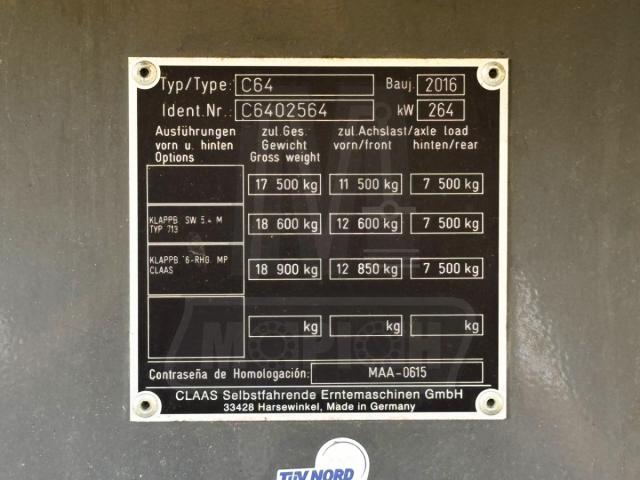 Typ/Type: C64 Bauj. 2016
Ident.Nr.: C6402564 kW 264
Ausführungen zul.Ges. zul.Achslast/axle load
vorn u. hinten Gewicht vorn/front hinten/rear
Options Gross weight
17 500 kg 11 500 kg 7 500 kg
KLAPPB. SW 5.4 M
TYP 713 18 600 kg 12 600 kg 7 500 kg
KLAPPB 6-RHG. MP
CLAAS 18 900 kg 12 850 kg 7 500 kg
kg kg kg
МОРІОН
Contraseña de Homologación: MAA-0615
CLAAS Selbstfahrende Erntemaschinen GmbH
33428 Harsewinkel, Made in Germany
TÜV NORD